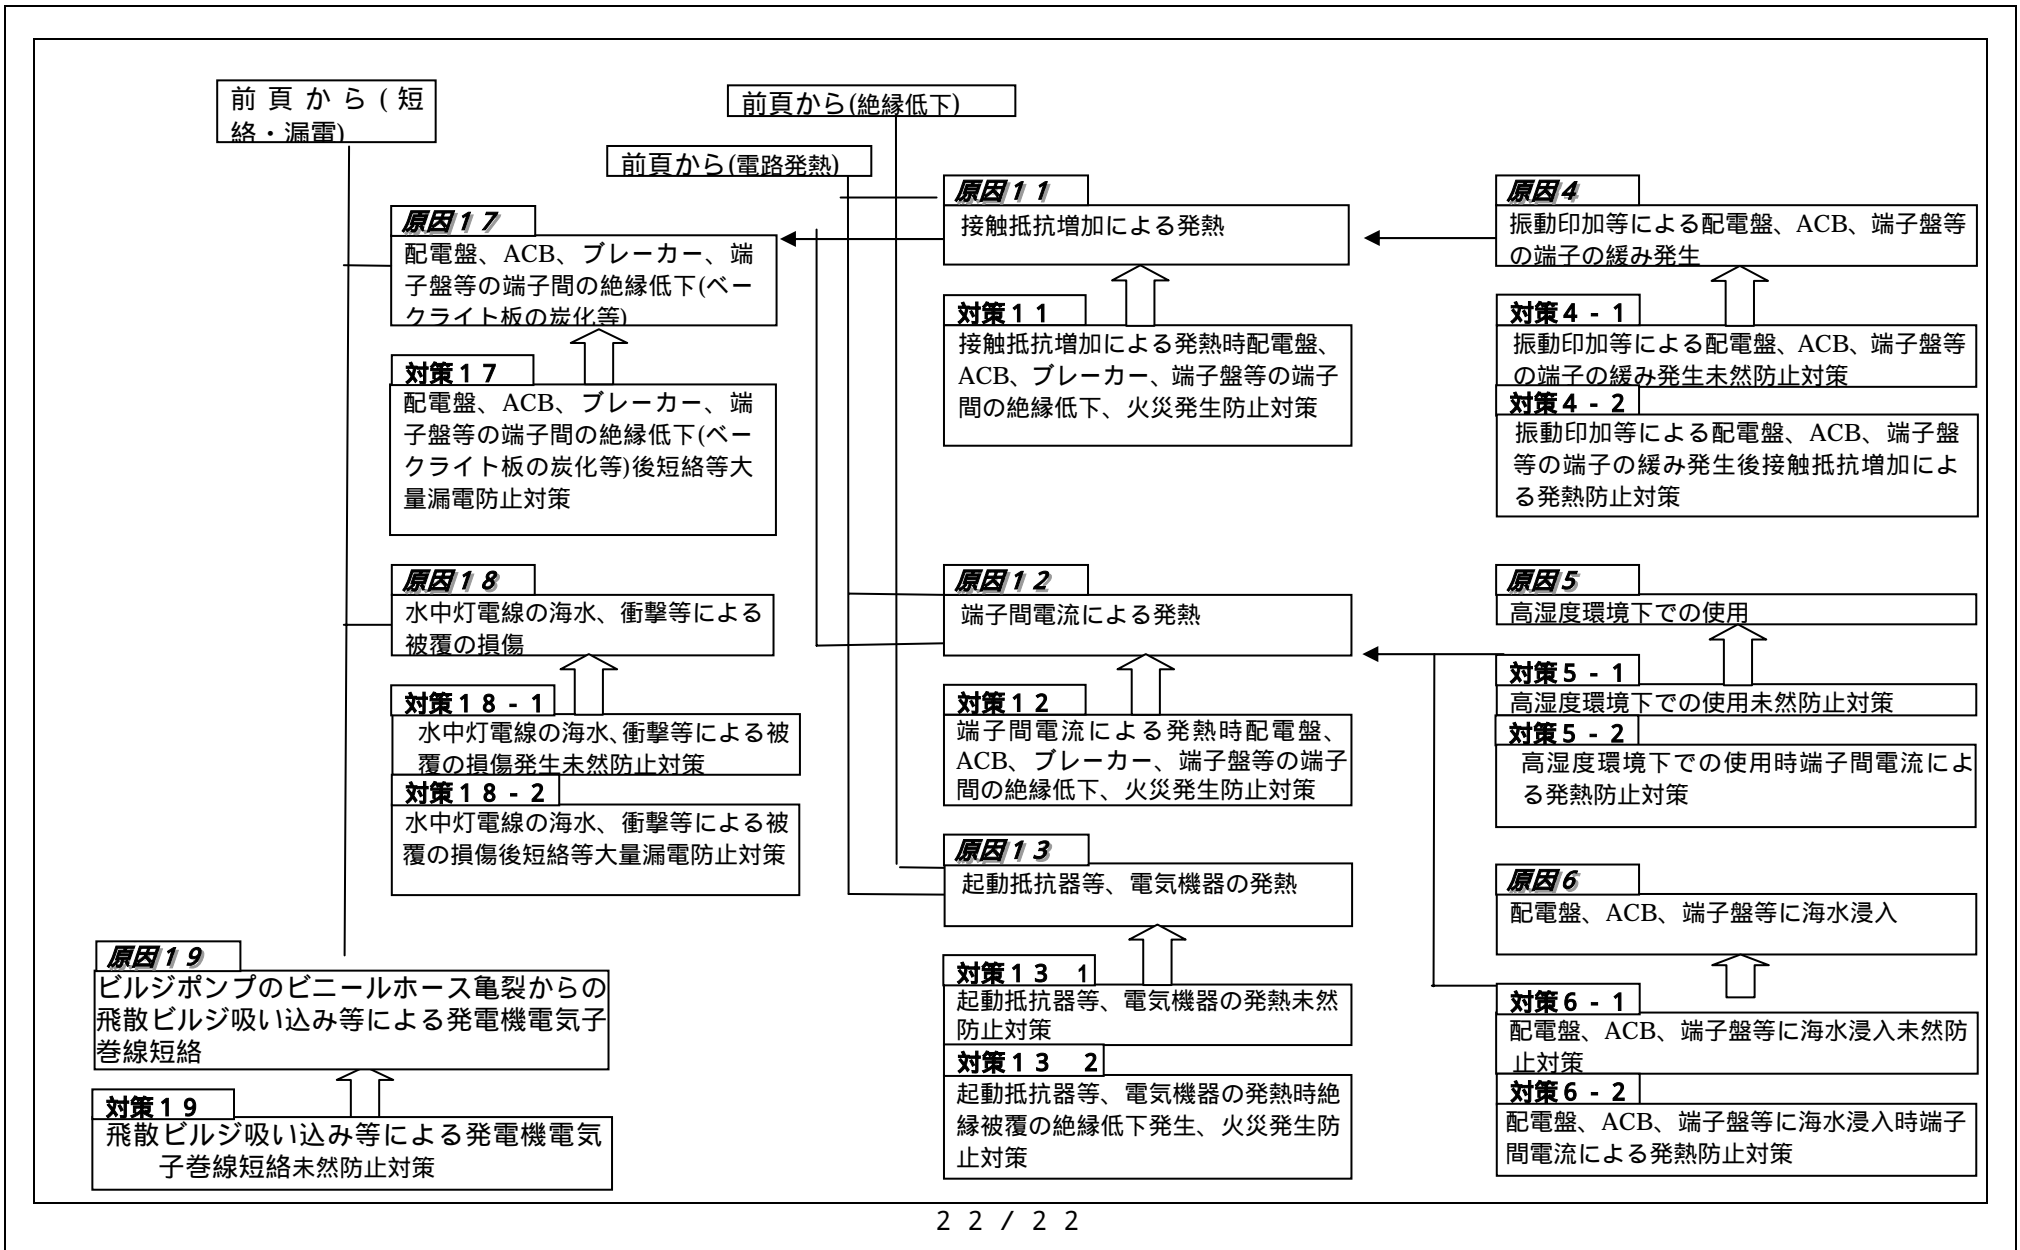 前頁から(短
絡・漏電)
前頁から(絶縁低下)
前頁から(電路発熱)
原因17
配電盤、ACB、ブレーカー、端
子盤等の端子間の絶縁低下(ベー
クライト板の炭化等)
対策17
配電盤、ACB、ブレーカー、端
子盤等の端子間の絶縁低下(ベー
クライト板の炭化等)後短絡等大
量漏電防止対策
原因18
水中灯電線の海水、衝撃等による
被覆の損傷
対策18-1
水中灯電線の海水、衝撃等による被
覆の損傷発生未然防止対策
対策18-2
水中灯電線の海水、衝撃等による被
覆の損傷後短絡等大量漏電防止対策
原因19
ビルジポンプのビニールホース亀裂からの
飛散ビルジ吸い込み等による発電機電気子
巻線短絡
対策19
飛散ビルジ吸い込み等による発電機電気
子巻線短絡未然防止対策
原因11
接触抵抗増加による発熱
対策11
接触抵抗増加による発熱時配電盤、
ACB、ブレーカー、端子盤等の端子
間の絶縁低下、火災発生防止対策
原因12
端子間電流による発熱
対策12
端子間電流による発熱時配電盤、
ACB、ブレーカー、端子盤等の端子
間の絶縁低下、火災発生防止対策
原因13
起動抵抗器等、電気機器の発熱
対策13 1
起動抵抗器等、電気機器の発熱未然
防止対策
対策13 2
起動抵抗器等、電気機器の発熱時絶
縁被覆の絶縁低下発生、火災発生防
止対策
原因4
振動印加等による配電盤、ACB、端子盤等
の端子の緩み発生
対策4-1
振動印加等による配電盤、ACB、端子盤等
の端子の緩み発生未然防止対策
対策4-2
振動印加等による配電盤、ACB、端子盤
等の端子の緩み発生後接触抵抗増加によ
る発熱防止対策
原因5
高湿度環境下での使用
対策5-1
高湿度環境下での使用未然防止対策
対策5-2
高湿度環境下での使用時端子間電流によ
る発熱防止対策
原因6
配電盤、ACB、端子盤等に海水浸入
対策6-1
配電盤、ACB、端子盤等に海水浸入未然防
止対策
対策6-2
配電盤、ACB、端子盤等に海水浸入時端子
間電流による発熱防止対策
22/22